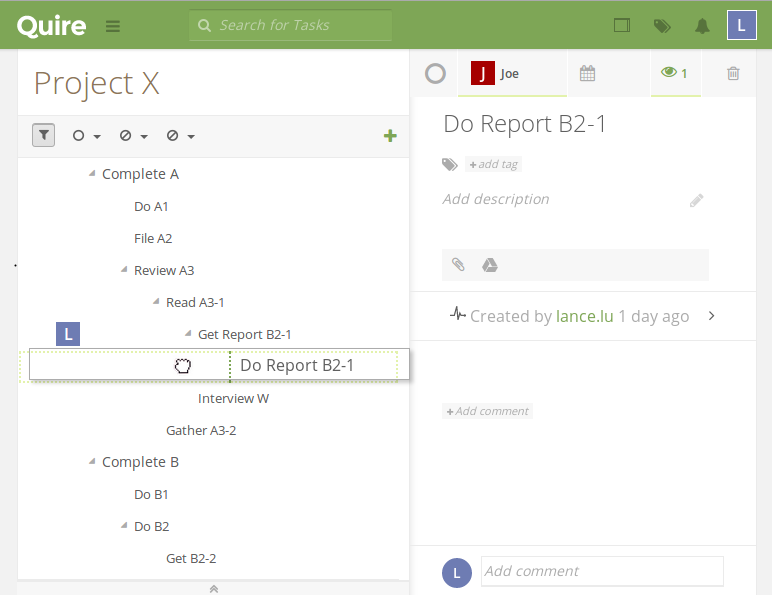 Quire
Search for Tasks
L
Project X
Complete A
Do A1
File A2
Review A3
Read A3-1
L
Get Report B2-1
Do Report B2-1
Interview W
Gather A3-2
Complete B
Do B1
Do B2
Get B2-2
J Joe
1
Do Report B2-1
+add tag
Add description
Created by lance.lu 1 day ago
+Add comment
L
Add comment